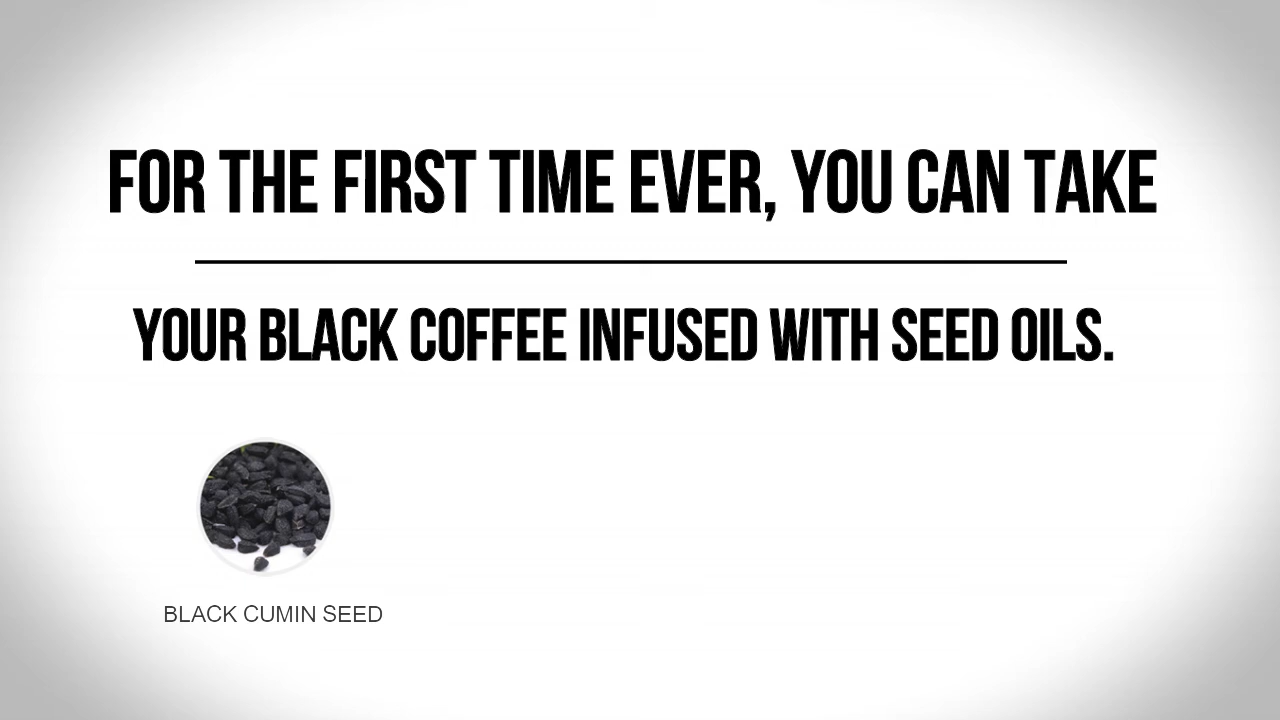 FOR THE FIRST TIME EVER, YOU CAN TAKE
YOUR BLACK COFFEE INFUSED WITH SEED OILS.
BLACK CUMIN SEED